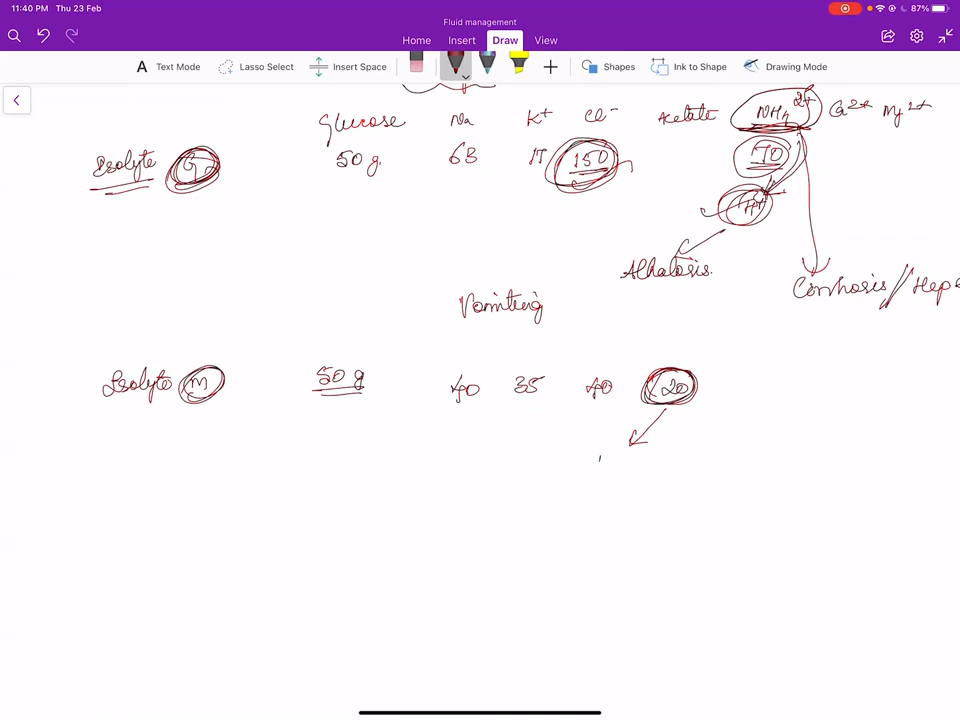 11:40 PM Thu 23 Feb
87%
Fluid management
Home Insert Draw View
Text Mode Lasso Select Insert Space Shapes Ink to Shape Drawing Mode
Glucose Na K+ Cl- Acetate NH4 2+ Ca2+ Mg2+
Isolyte G 50 g. 63 17 150 70
H+
Alkalosis.
Cirrhosis / Hep
Vomiting
Isolyte M 50 g 40 35 40 20